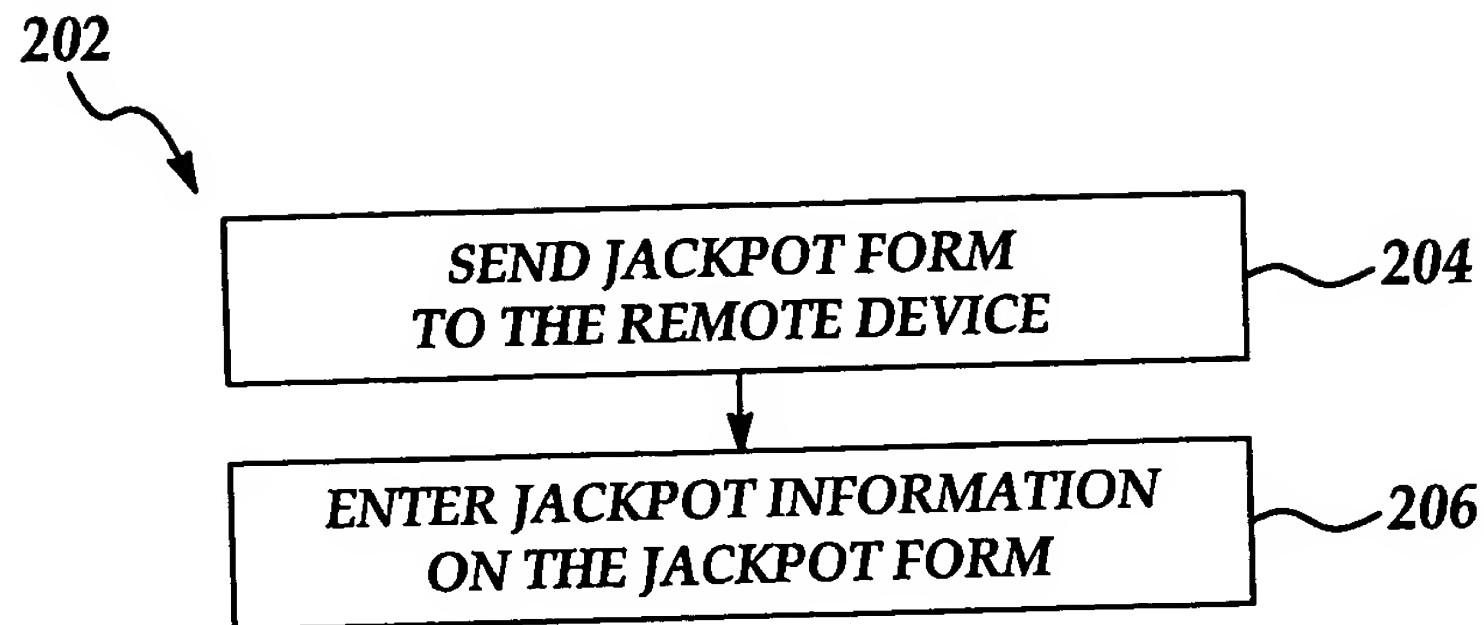 202
SEND JACKPOT FORM
TO THE REMOTE DEVICE
204
ENTER JACKPOT INFORMATION
ON THE JACKPOT FORM
206